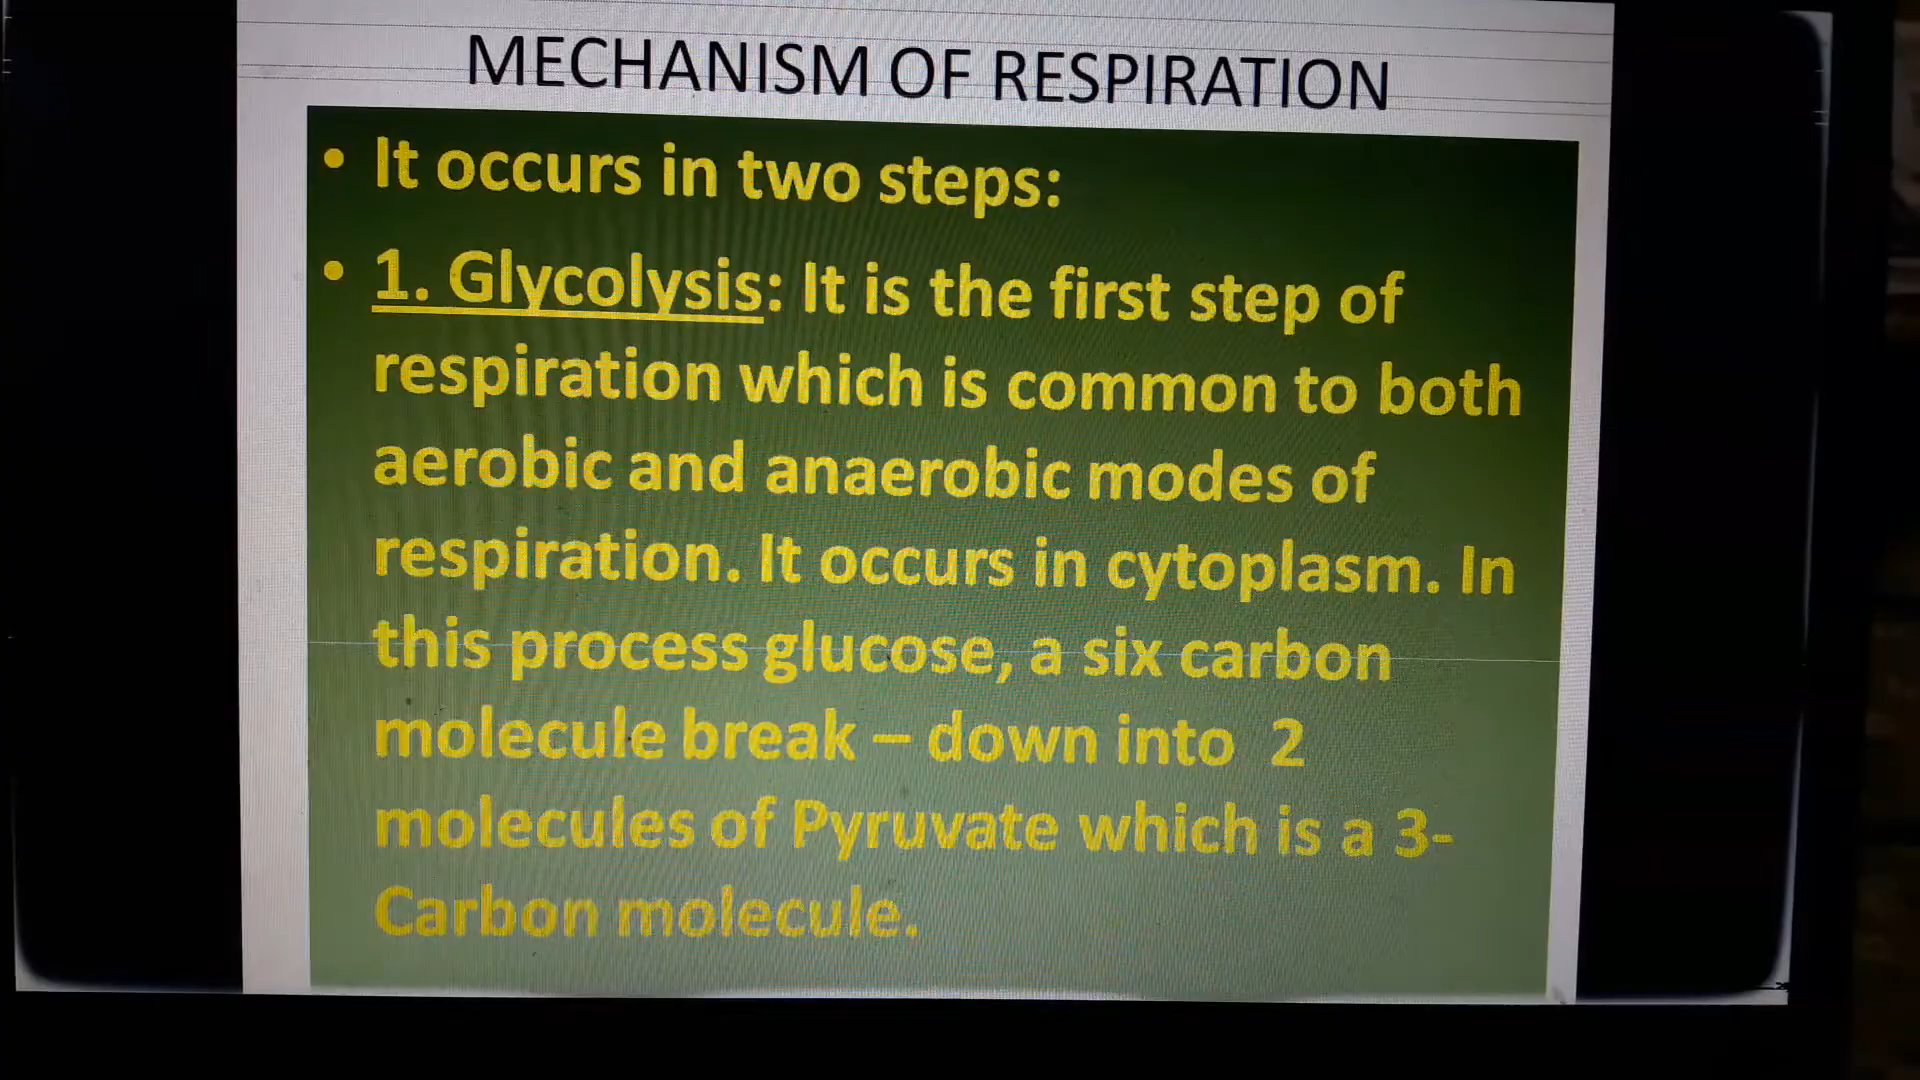 MECHANISM OF RESPIRATION
• It occurs in two steps:
• 1. Glycolysis: It is the first step of
respiration which is common to both
aerobic and anaerobic modes of
respiration. It occurs in cytoplasm. In
this process glucose, a six carbon
molecule break – down into 2
molecules of Pyruvate which is a 3-
Carbon molecule.